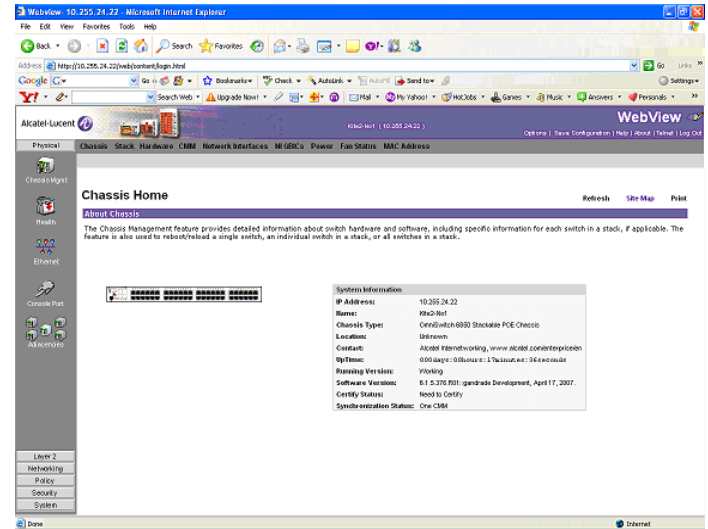 Webview- 10.255.24.22 - Microsoft Internet Explorer
File Edit View Favorites Tools Help
Back Search Favorites
Address http://10.255.24.22/web/content/login.html Go Links
Google G Go Bookmarks Check AutoLink AutoFill Send to Settings
Y! Search Web Upgrade Now! Mail My Yahoo! HotJobs Games Music Answers Personals
Alcatel-Lucent Kite2-No1 (10.255.24.22) WebView
Options | Save Configuration | Help | About | Telnet | Log Out
Physical Chassis Stack Hardware CMM Network Interfaces NI GBICs Power Fan Status MAC Address
Chassis Mgmt
Health
Ethernet
Console Port
Adjacencies
Chassis Home
Refresh Site Map Print
About Chassis
The Chassis Management feature provides detailed information about switch hardware and software, including specific information for each switch in a stack, if applicable. The
feature is also used to reboot/reload a single switch, an individual switch in a stack, or all switches in a stack.
System Information
IP Address: 10.255.24.22
Name: Kite2-No1
Chassis Type: OmniSwitch 6850 Stackable POE Chassis
Location: Unknown
Contact: Alcatel Internetworking, www.alcatel.com/enterprise/en
UpTime: 000days:00hours:17minutes:36seconds
Running Version: Working
Software Version: 6.1.5.376.R01::gandrade Development, April 17, 2007.
Certify Status: Need to Certify
Synchronization Status: One CMM
Layer 2
Networking
Policy
Security
System
Done Internet